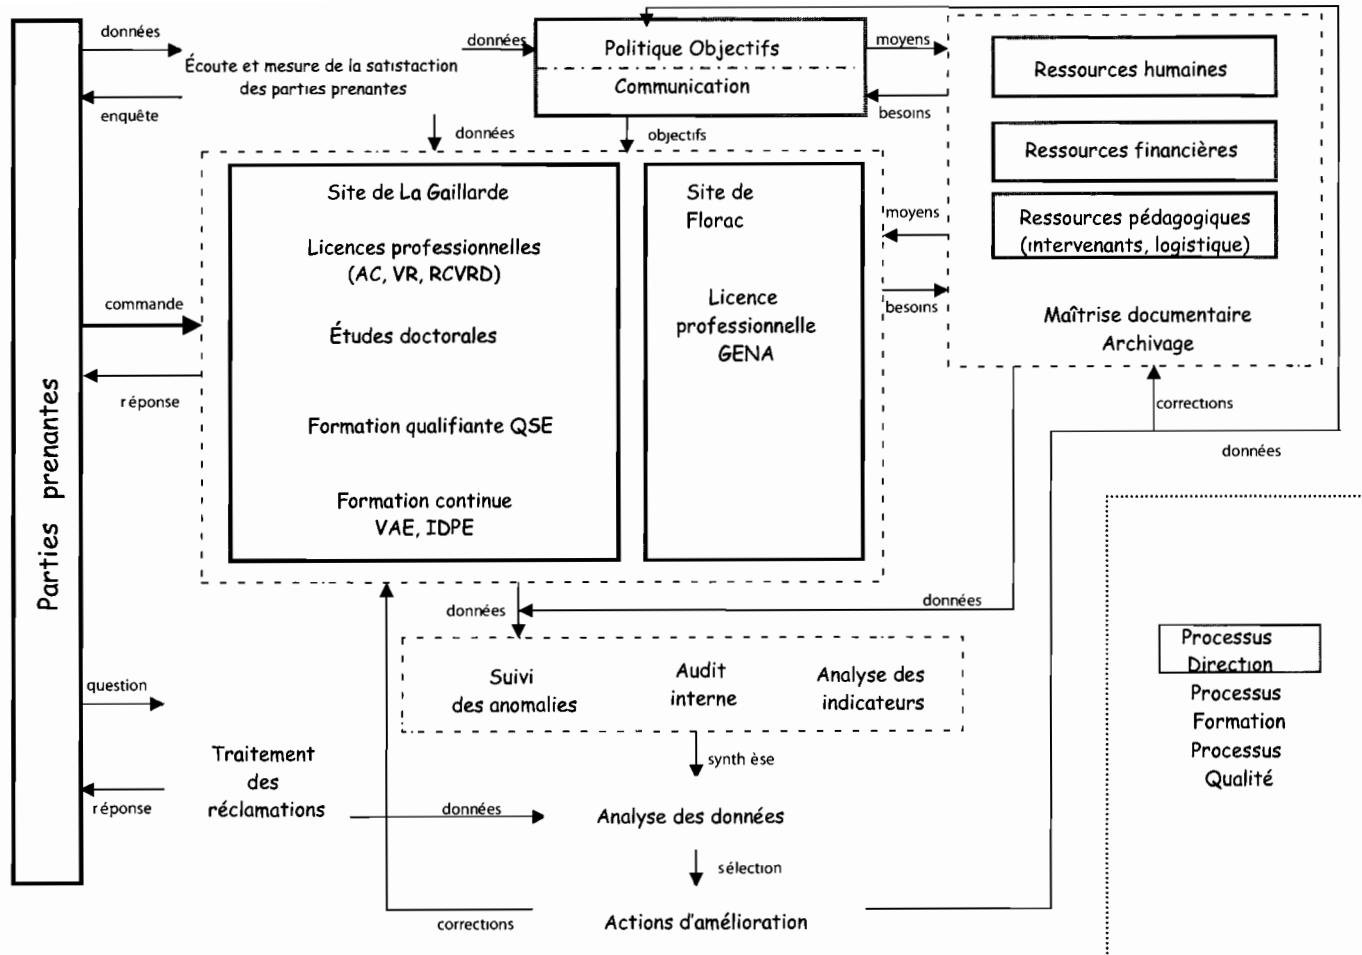 données
Écoute et mesure de la satistaction
des parties prenantes
enquête
données
Politique Objectifs
Communication
moyens
besoins
données
objectifs
Ressources humaines
Ressources financières
Ressources pédagogiques
(intervenants, logistique)
Maîtrise documentaire
Archivage
Site de La Gaillarde
Licences professionnelles
(AC, VR, RCVRD)
Études doctorales
Formation qualifiante QSE
Formation continue
VAE, IDPE
Site de
Florac
Licence
professionnelle
GENA
moyens
besoins
commande
réponse
Parties prenantes
corrections
données
données
données
Suivi
des anomalies
Audit
interne
Analyse des
indicateurs
question
Traitement
des
réclamations
réponse
données
synth èse
Analyse des données
sélection
Actions d'amélioration
corrections
Processus
Direction
Processus
Formation
Processus
Qualité